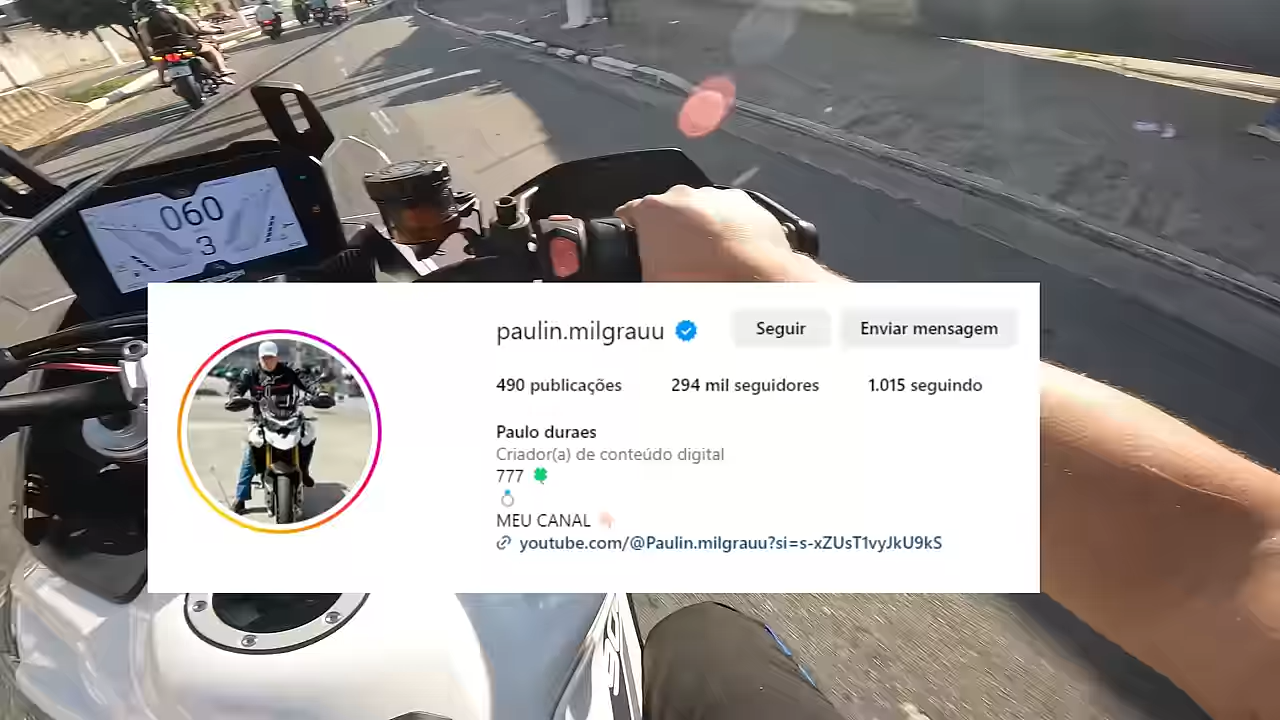 060
3
TRIUMPH
paulin.milgrauu
Seguir
Enviar mensagem
490 publicações
294 mil seguidores
1.015 seguindo
Paulo duraes
Criador(a) de conteúdo digital
777 🍀
💍
MEU CANAL 👇🏻
youtube.com/@Paulin.milgrauu?si=s-xZUsT1vyJkU9kS